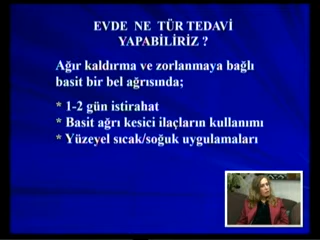 EVDE NE TÜR TEDAVİ
YAPABİLİRİZ ?
Ağır kaldırma ve zorlanmaya bağlı
basit bir bel ağrısında;
* 1-2 gün istirahat
* Basit ağrı kesici ilaçların kullanımı
* Yüzeyel sıcak/soğuk uygulamaları